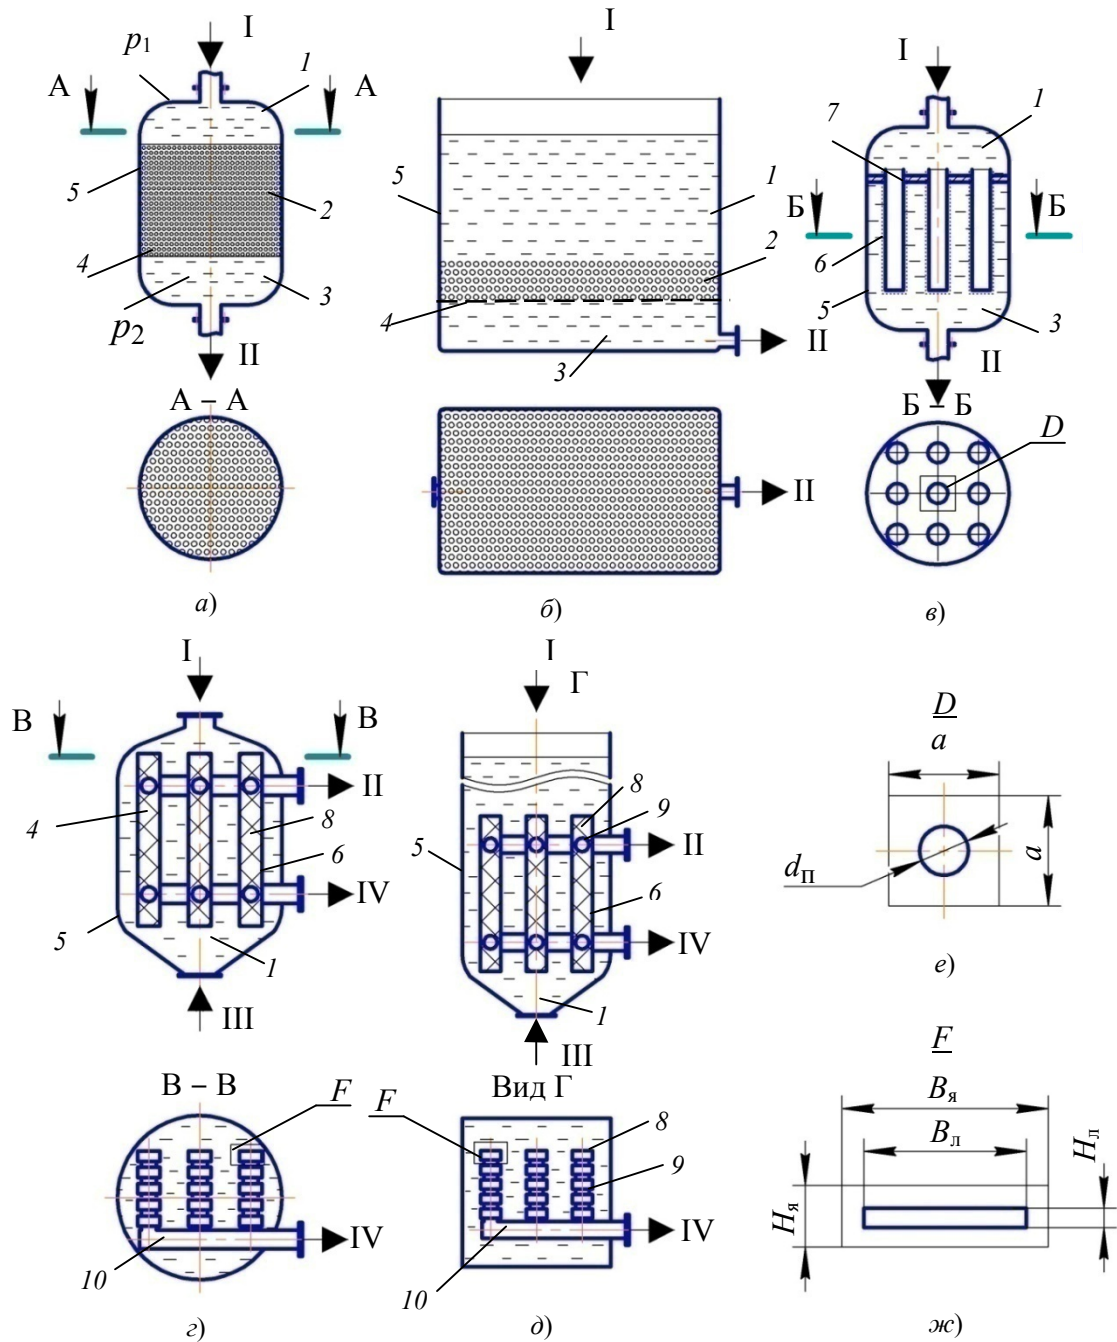 I
p1
1
А
А
5
2
4
3
p2
II
А – А
а)
I
5
1
2
4
3
II
II
б)
I
7
1
Б
Б
6
5
3
II
Б – Б
D
в)
I
В
В
II
4
8
6
IV
5
1
III
В – В
F
IV
10
г)
I
Г
8
9
5
II
6
IV
1
III
Вид Г
F
8
9
IV
10
д)
D
a
a
dП
е)
F
Bя
Bл
Hл
Hя
ж)